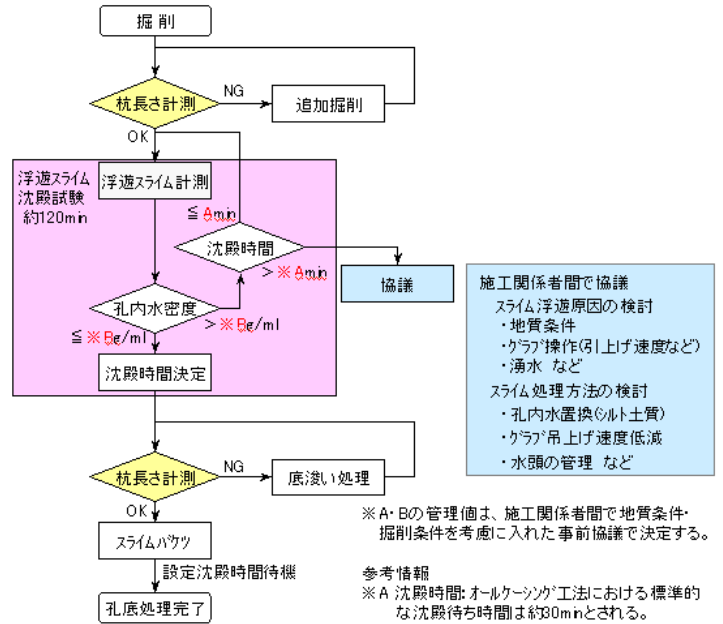 掘 削
杭長さ計測
NG
追加掘削
OK
浮遊スライム
沈殿試験
約120min
浮遊スライム計測
≦ Amin
沈殿時間
＞※ Amin
協議
孔内水密度
≦※Bg/ml
＞※Bg/ml
沈殿時間決定
施工関係者間で協議
スライム浮遊原因の検討
・地質条件
・グラブ操作(引上げ速度など)
・湧水 など
スライム処理方法の検討
・孔内水置換(シルト土質)
・グラブ吊上げ速度低減
・水頭の管理 など
杭長さ計測
NG
底浚い処理
OK
スライムバケツ
設定沈殿時間待機
孔底処理完了
※A・Bの管理値は、施工関係者間で地質条件・
掘削条件を考慮に入れた事前協議で決定する。
参考情報
※A 沈殿時間: オールケーシング工法における標準的
な沈殿待ち時間は約30minとされる。